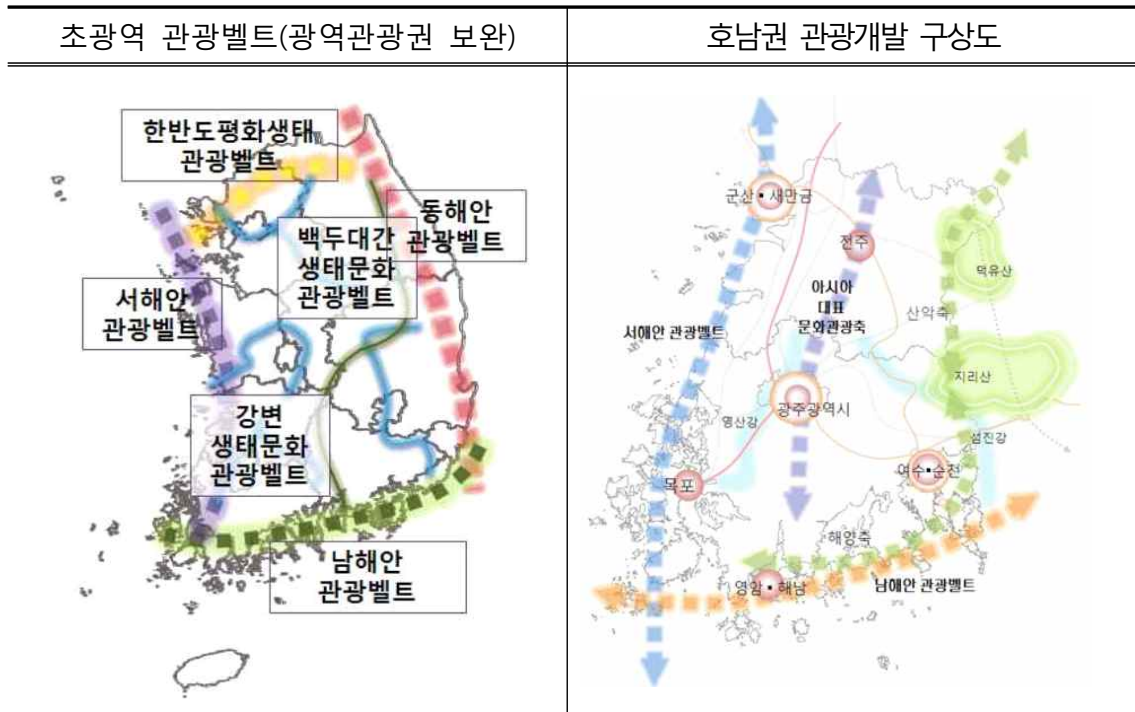 초광역 관광벨트(광역관광권 보완)
호남권 관광개발 구상도
한반도평화생태
관광벨트
동해안
관광벨트
백두대간
생태문화
관광벨트
서해안
관광벨트
강변
생태문화
관광벨트
남해안
관광벨트
군산▪새만금
전주
덕유산
아시아
대표
문화관광축
산악축
서해안 관광벨트
지리산
광주광역시
영산강
섬진강
여수▪순천
목포
해양축
영암▪해남
남해안 관광벨트